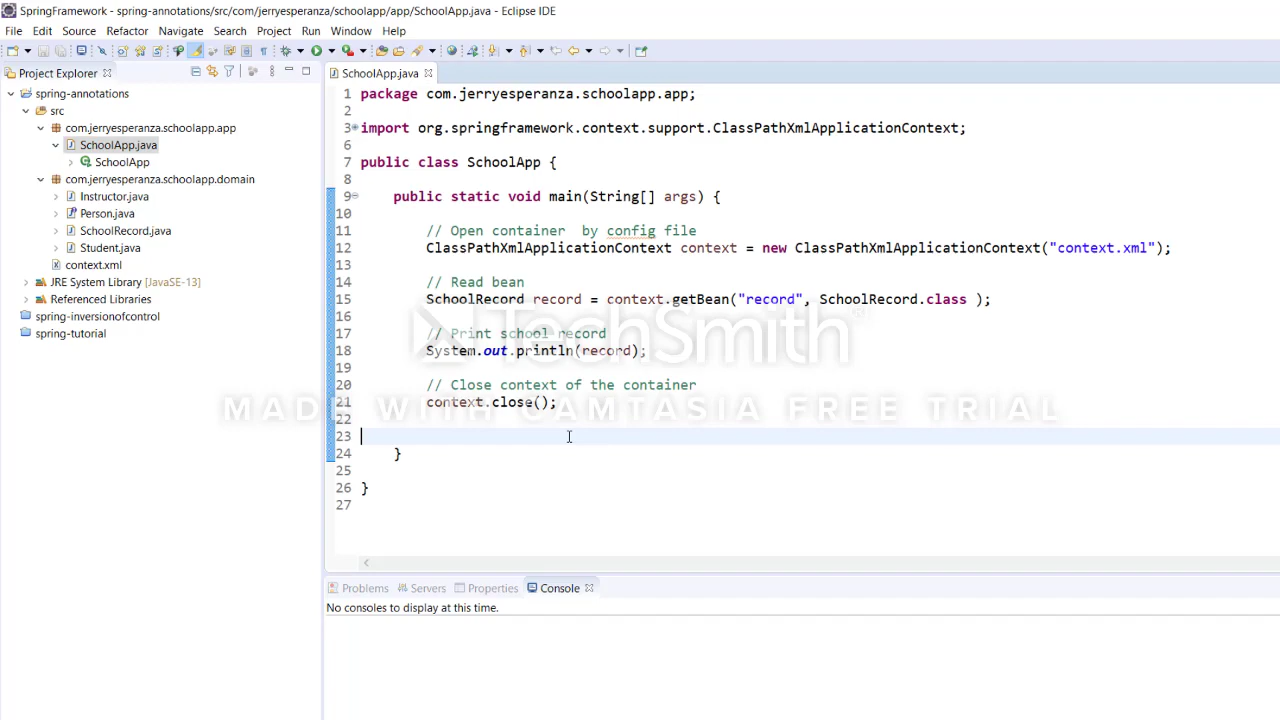 SpringFramework - spring-annotations/src/com/jerryesperanza/schoolapp/app/SchoolApp.java - Eclipse IDE
File Edit Source Refactor Navigate Search Project Run Window Help
Project Explorer
spring-annotations
src
com.jerryesperanza.schoolapp.app
SchoolApp.java
SchoolApp
com.jerryesperanza.schoolapp.domain
Instructor.java
Person.java
SchoolRecord.java
Student.java
context.xml
JRE System Library [JavaSE-13]
Referenced Libraries
spring-inversionofcontrol
spring-tutorial
SchoolApp.java
1 package com.jerryesperanza.schoolapp.app;
2
3 import org.springframework.context.support.ClassPathXmlApplicationContext;
6
7 public class SchoolApp {
8
9 public static void main(String[] args) {
10
11 // Open container  by config file
12 ClassPathXmlApplicationContext context = new ClassPathXmlApplicationContext("context.xml");
13
14 // Read bean
15 SchoolRecord record = context.getBean("record", SchoolRecord.class );
16
17 // Print school record
18 System.out.println(record);
19
20 // Close context of the container
21 context.close();
22
23
24 }
25
26 }
27
TechSmith
MADE WITH CAMTASIA FREE TRIAL
Problems Servers Properties Console
No consoles to display at this time.